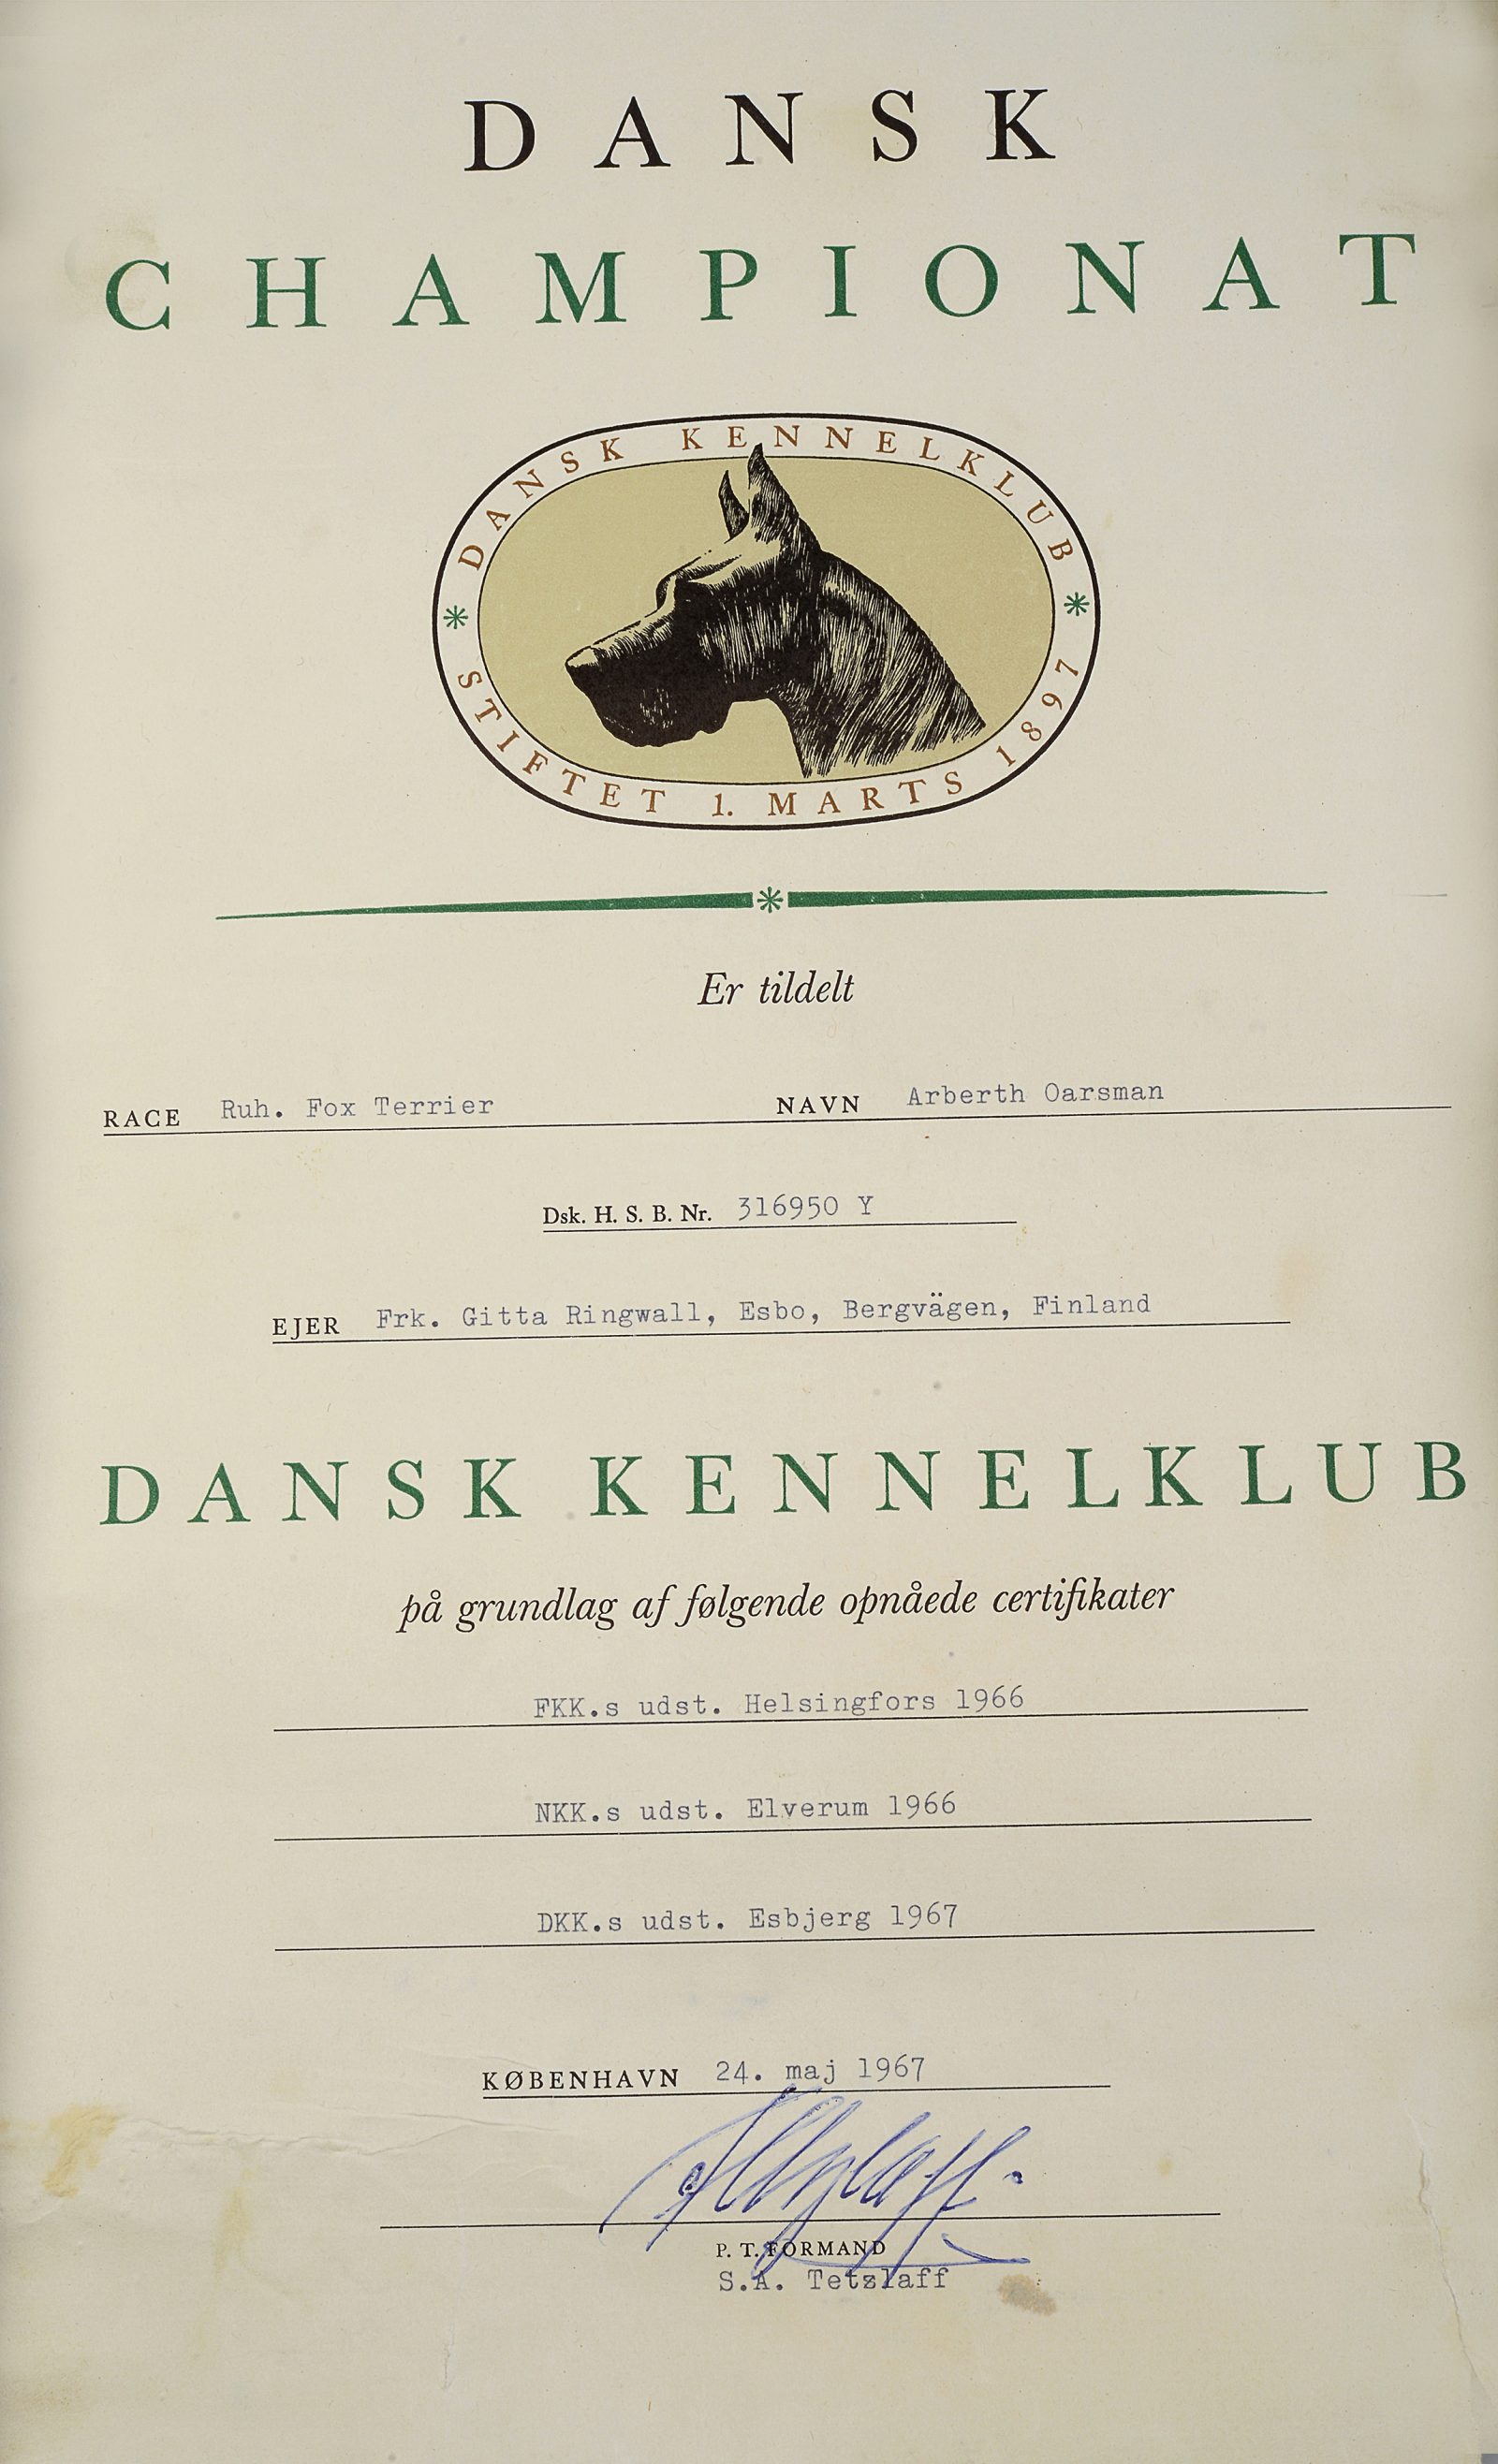 DANSK
CHAMPIONAT
DANSK KENNELKLUB
STIFTET 1. MARTS 1897
Er tildelt
RACE Ruh. Fox Terrier NAVN Arberth Oarsman
Dsk. H. S. B. Nr. 316950 Y
EJER Frk. Gitta Ringwall, Esbo, Bergvägen, Finland
DANSK KENNELKLUB
på grundlag af følgende opnåede certifikater
FKK.s udst. Helsingfors 1966
NKK.s udst. Elverum 1966
DKK.s udst. Esbjerg 1967
KØBENHAVN 24. maj 1967
P. T. FORMAND
S.A. Tetzlaff